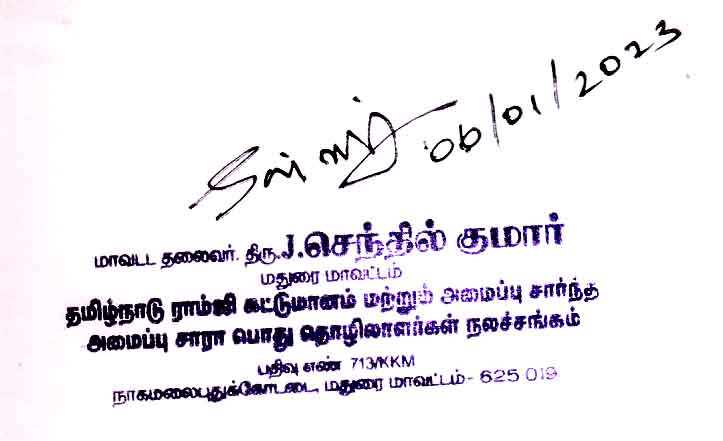 06/01/2023
மாவட்ட தலைவர். திரு.J.செந்தில் குமார்
மதுரை மாவட்டம்
தமிழ்நாடு ராம்ஜி கட்டுமானம் மற்றும் அமைப்பு சார்ந்த
அமைப்பு சாரா பொது தொழிலாளர்கள் நலச்சங்கம்
பதிவு எண் 713/KKM
நாகமலைபுதுக்கோட்டை, மதுரை மாவட்டம் - 625 019